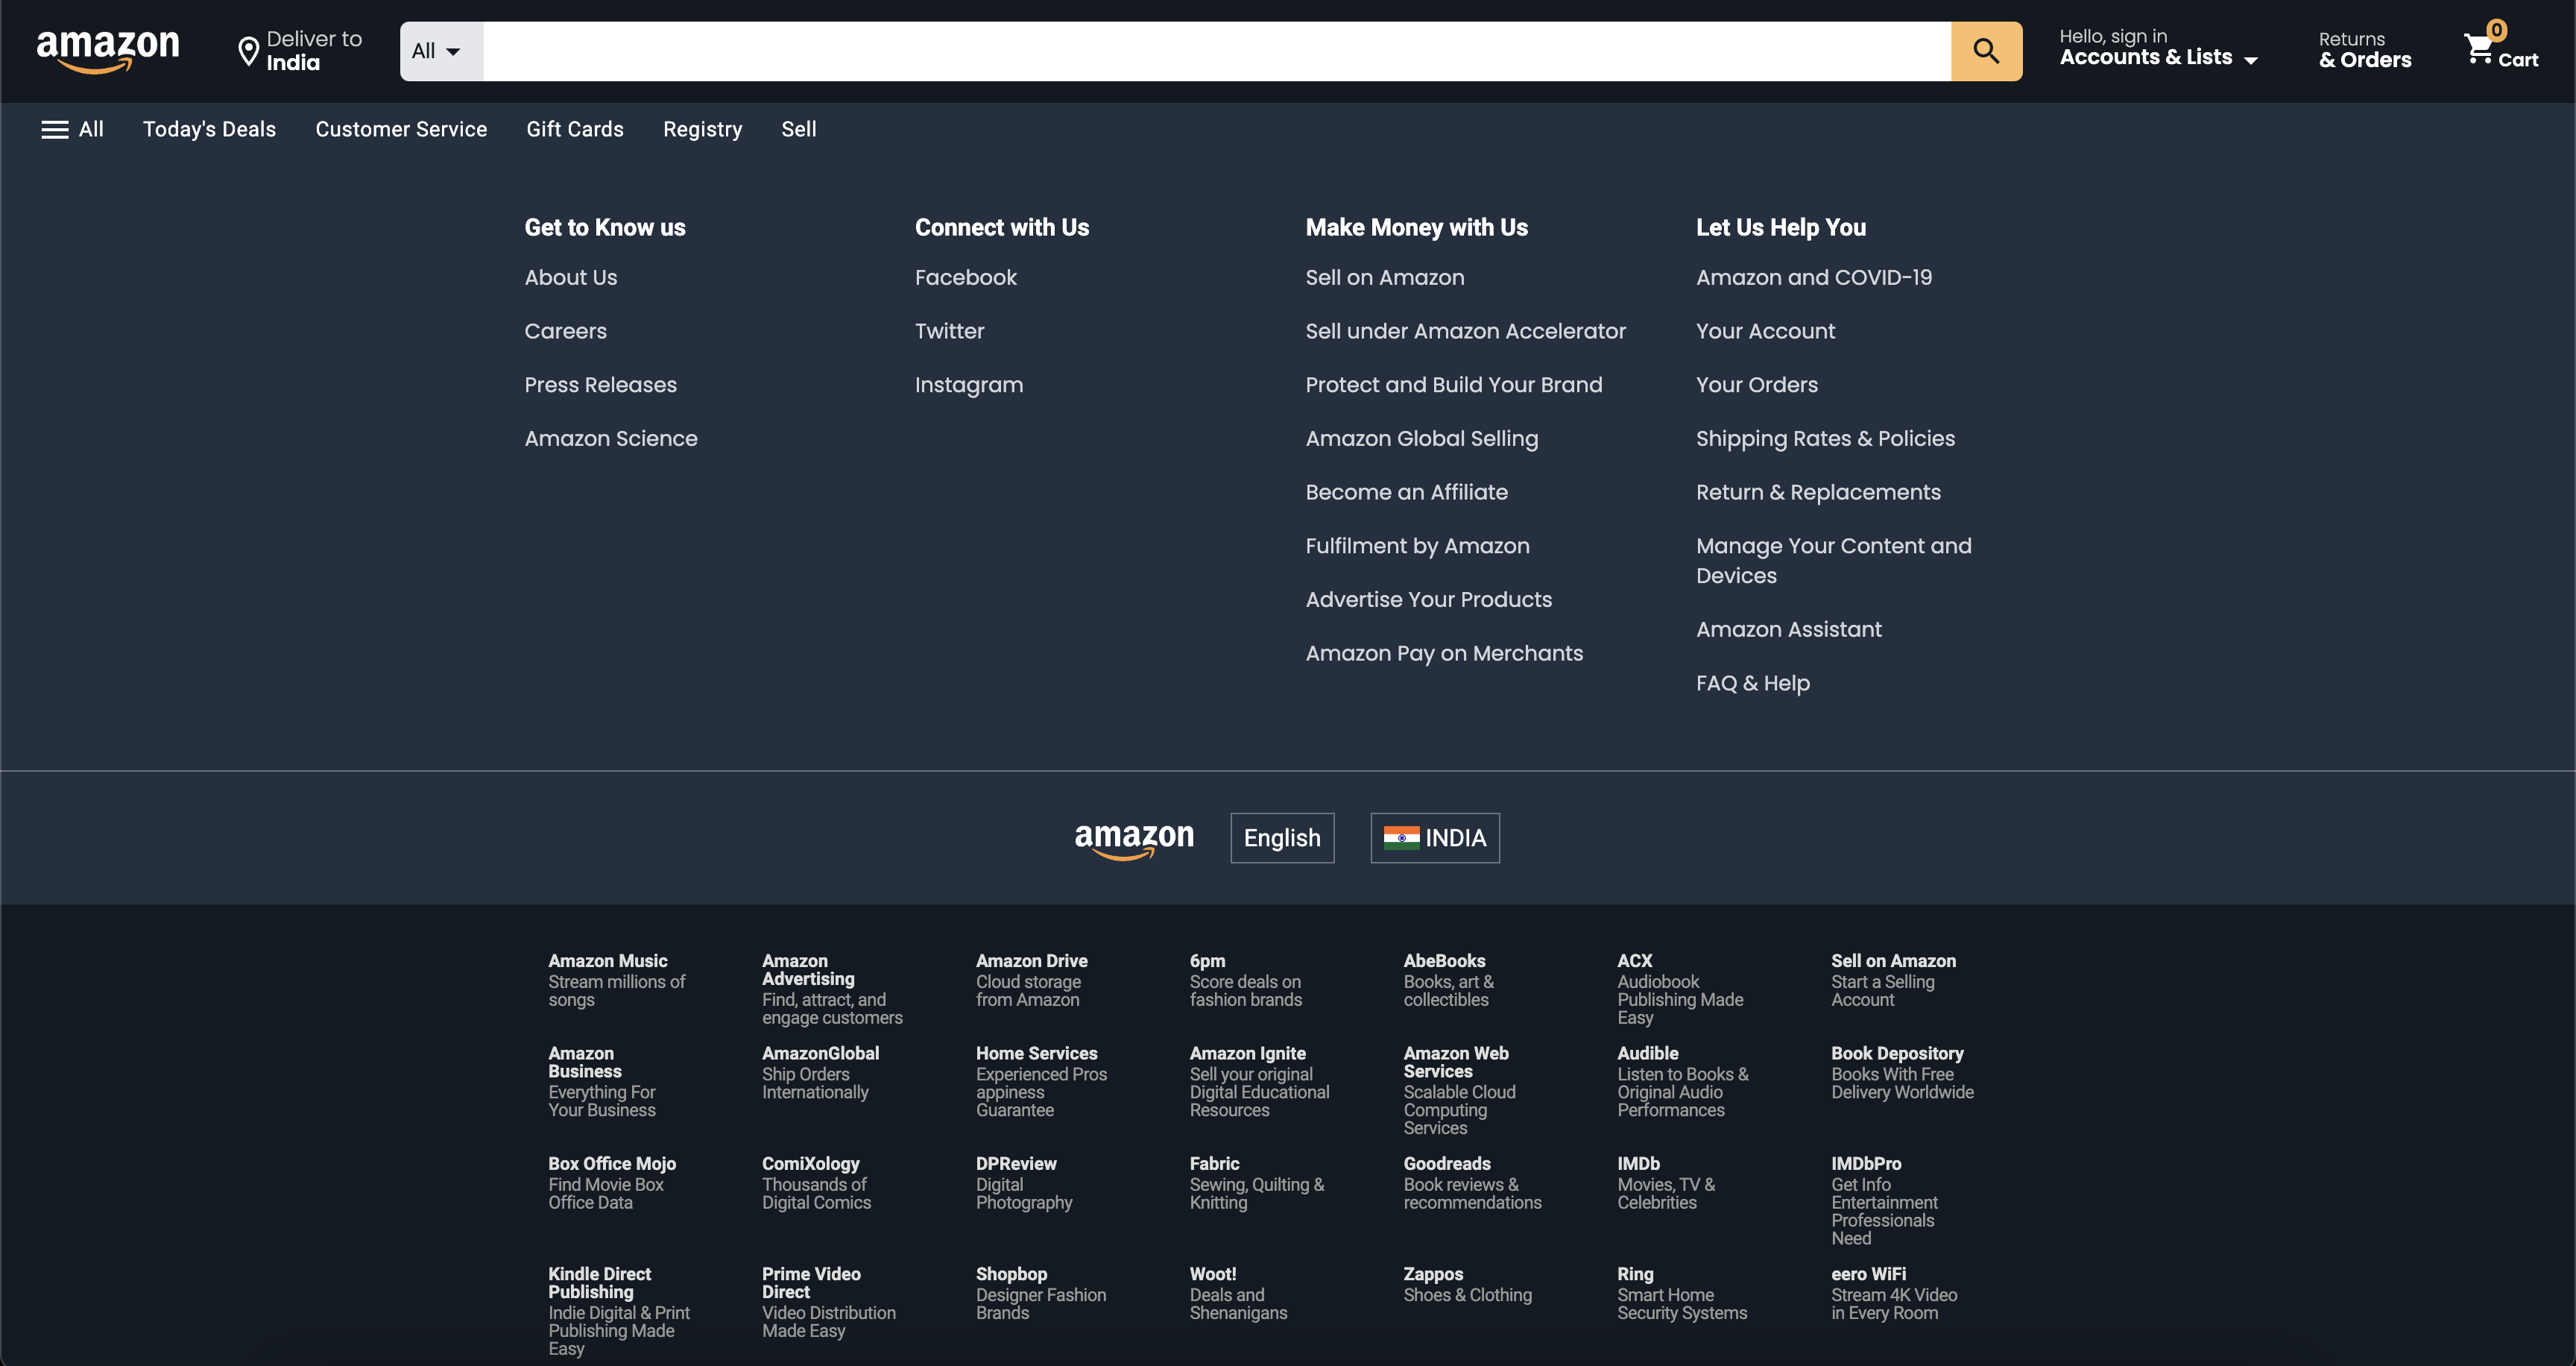 amazon
Deliver to
India
All
Hello, sign in
Accounts & Lists
Returns
& Orders
0
Cart
All
Today's Deals
Customer Service
Gift Cards
Registry
Sell
Get to Know us
About Us
Careers
Press Releases
Amazon Science
Connect with Us
Facebook
Twitter
Instagram
Make Money with Us
Sell on Amazon
Sell under Amazon Accelerator
Protect and Build Your Brand
Amazon Global Selling
Become an Affiliate
Fulfilment by Amazon
Advertise Your Products
Amazon Pay on Merchants
Let Us Help You
Amazon and COVID-19
Your Account
Your Orders
Shipping Rates & Policies
Return & Replacements
Manage Your Content and
Devices
Amazon Assistant
FAQ & Help
amazon
English
INDIA
Amazon Music
Stream millions of
songs
Amazon
Advertising
Find, attract, and
engage customers
Amazon Drive
Cloud storage
from Amazon
6pm
Score deals on
fashion brands
AbeBooks
Books, art &
collectibles
ACX
Audiobook
Publishing Made
Easy
Sell on Amazon
Start a Selling
Account
Amazon
Business
Everything For
Your Business
AmazonGlobal
Ship Orders
Internationally
Home Services
Experienced Pros
appiness
Guarantee
Amazon Ignite
Sell your original
Digital Educational
Resources
Amazon Web
Services
Scalable Cloud
Computing
Services
Audible
Listen to Books &
Original Audio
Performances
Book Depository
Books With Free
Delivery Worldwide
Box Office Mojo
Find Movie Box
Office Data
ComiXology
Thousands of
Digital Comics
DPReview
Digital
Photography
Fabric
Sewing, Quilting &
Knitting
Goodreads
Book reviews &
recommendations
IMDb
Movies, TV &
Celebrities
IMDbPro
Get Info
Entertainment
Professionals
Need
Kindle Direct
Publishing
Indie Digital & Print
Publishing Made
Easy
Prime Video
Direct
Video Distribution
Made Easy
Shopbop
Designer Fashion
Brands
Woot!
Deals and
Shenanigans
Zappos
Shoes & Clothing
Ring
Smart Home
Security Systems
eero WiFi
Stream 4K Video
in Every Room